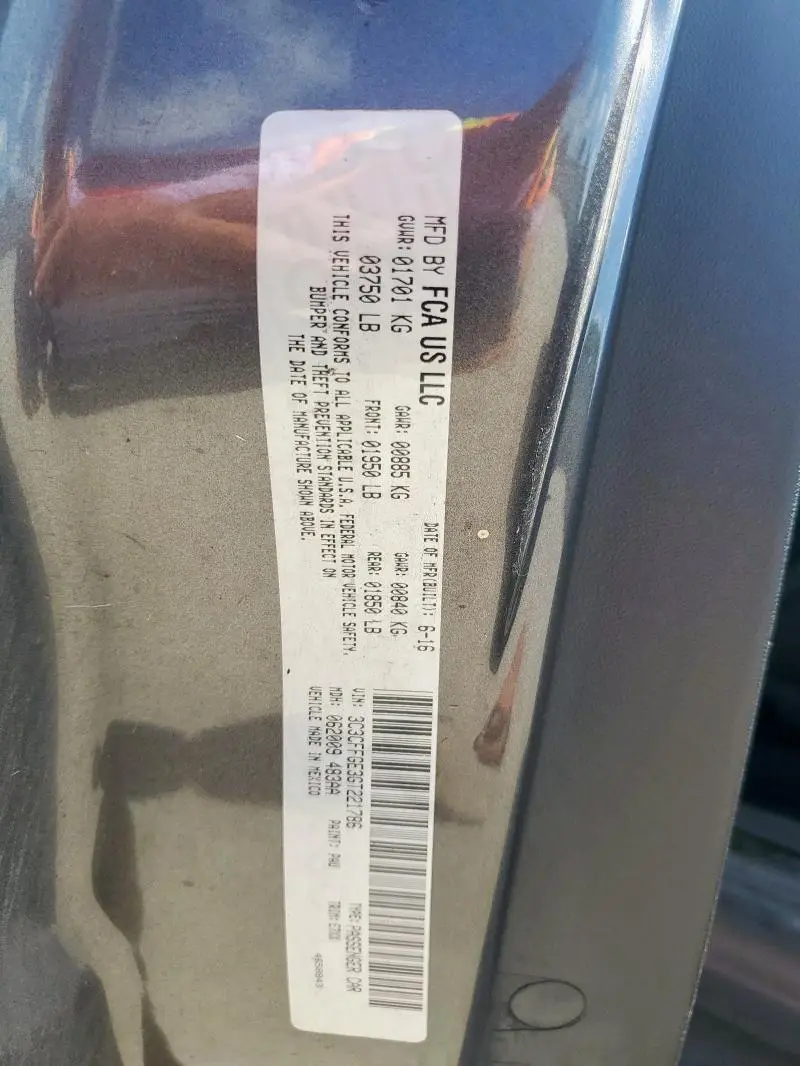 MFD BY FCA US LLC
DATE OF MFR(BUILT): 6-16
GVWR: 01701 KG
GAWR: 00885 KG
GAWR: 00840 KG
03750 LB
FRONT: 01950 LB
REAR: 01850 LB
THIS VEHICLE CONFORMS TO ALL APPLICABLE U.S.A. FEDERAL MOTOR VEHICLE SAFETY,
BUMPER AND THEFT PREVENTION STANDARDS IN EFFECT ON
THE DATE OF MANUFACTURE SHOWN ABOVE.
VIN: 3C3CFFGE3GT221786
TYPE: PASSENGER CAR
MDH: 062009 483AA
PAINT: PAU
TRIM:
VEHICLE MADE IN MEXICO